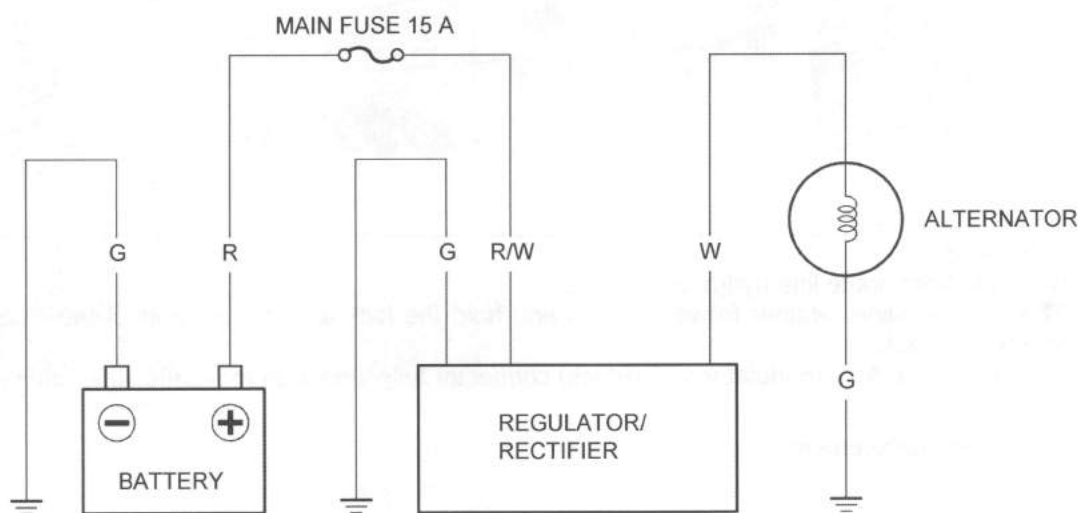 MAIN FUSE 15 A
G
R
G
R/W
W
ALTERNATOR
G
REGULATOR/
RECTIFIER
BATTERY